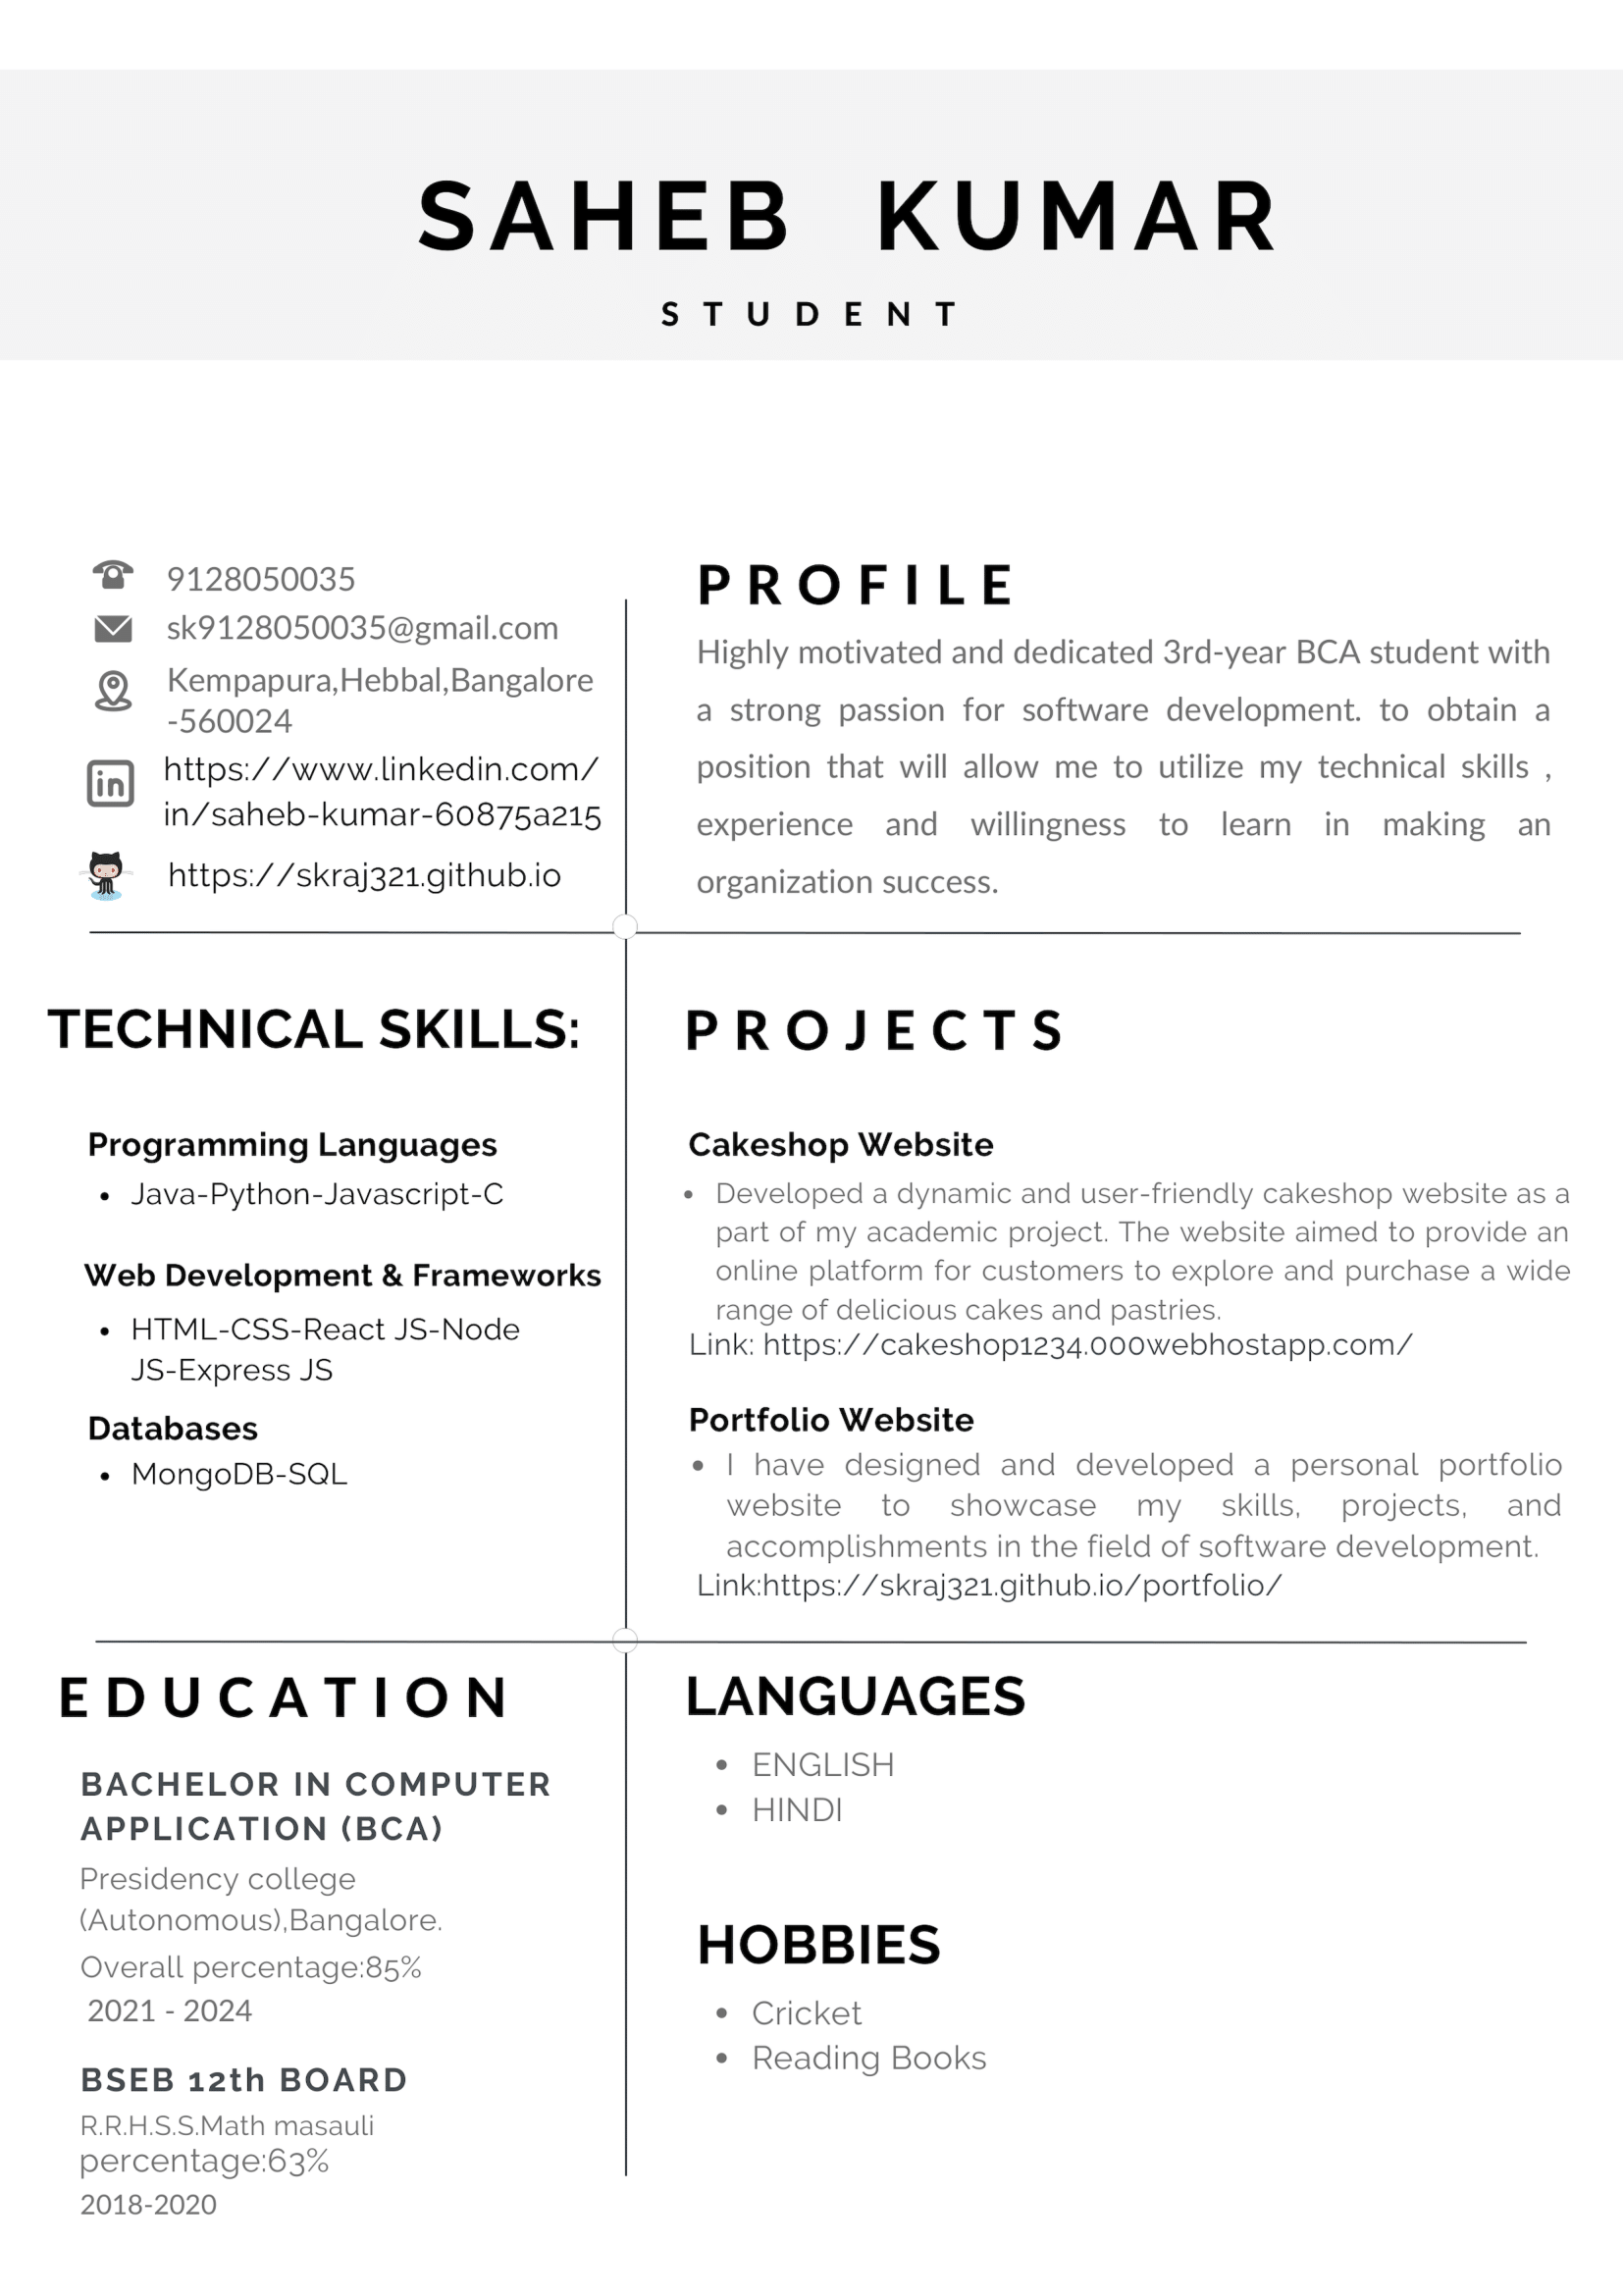 SAHEB KUMAR
STUDENT
9128050035
sk9128050035@gmail.com
Kempapura,Hebbal,Bangalore
-560024
https://www.linkedin.com/
in/saheb-kumar-60875a215
https://skraj321.github.io
PROFILE
Highly motivated and dedicated 3rd-year BCA student with
a strong passion for software development. to obtain a
position that will allow me to utilize my technical skills ,
experience and willingness to learn in making an
organization success.
TECHNICAL SKILLS:
Programming Languages
• Java-Python-Javascript-C
Web Development & Frameworks
• HTML-CSS-React JS-Node
JS-Express JS
Databases
• MongoDB-SQL
PROJECTS
Cakeshop Website
• Developed a dynamic and user-friendly cakeshop website as a
part of my academic project. The website aimed to provide an
online platform for customers to explore and purchase a wide
range of delicious cakes and pastries.
Link: https://cakeshop1234.000webhostapp.com/
Portfolio Website
• I have designed and developed a personal portfolio
website to showcase my skills, projects, and
accomplishments in the field of software development.
Link:https://skraj321.github.io/portfolio/
EDUCATION
BACHELOR IN COMPUTER
APPLICATION (BCA)
Presidency college
(Autonomous),Bangalore.
Overall percentage:85%
2021 - 2024
BSEB 12th BOARD
R.R.H.S.S.Math masauli
percentage:63%
2018-2020
LANGUAGES
• ENGLISH
• HINDI
HOBBIES
• Cricket
• Reading Books